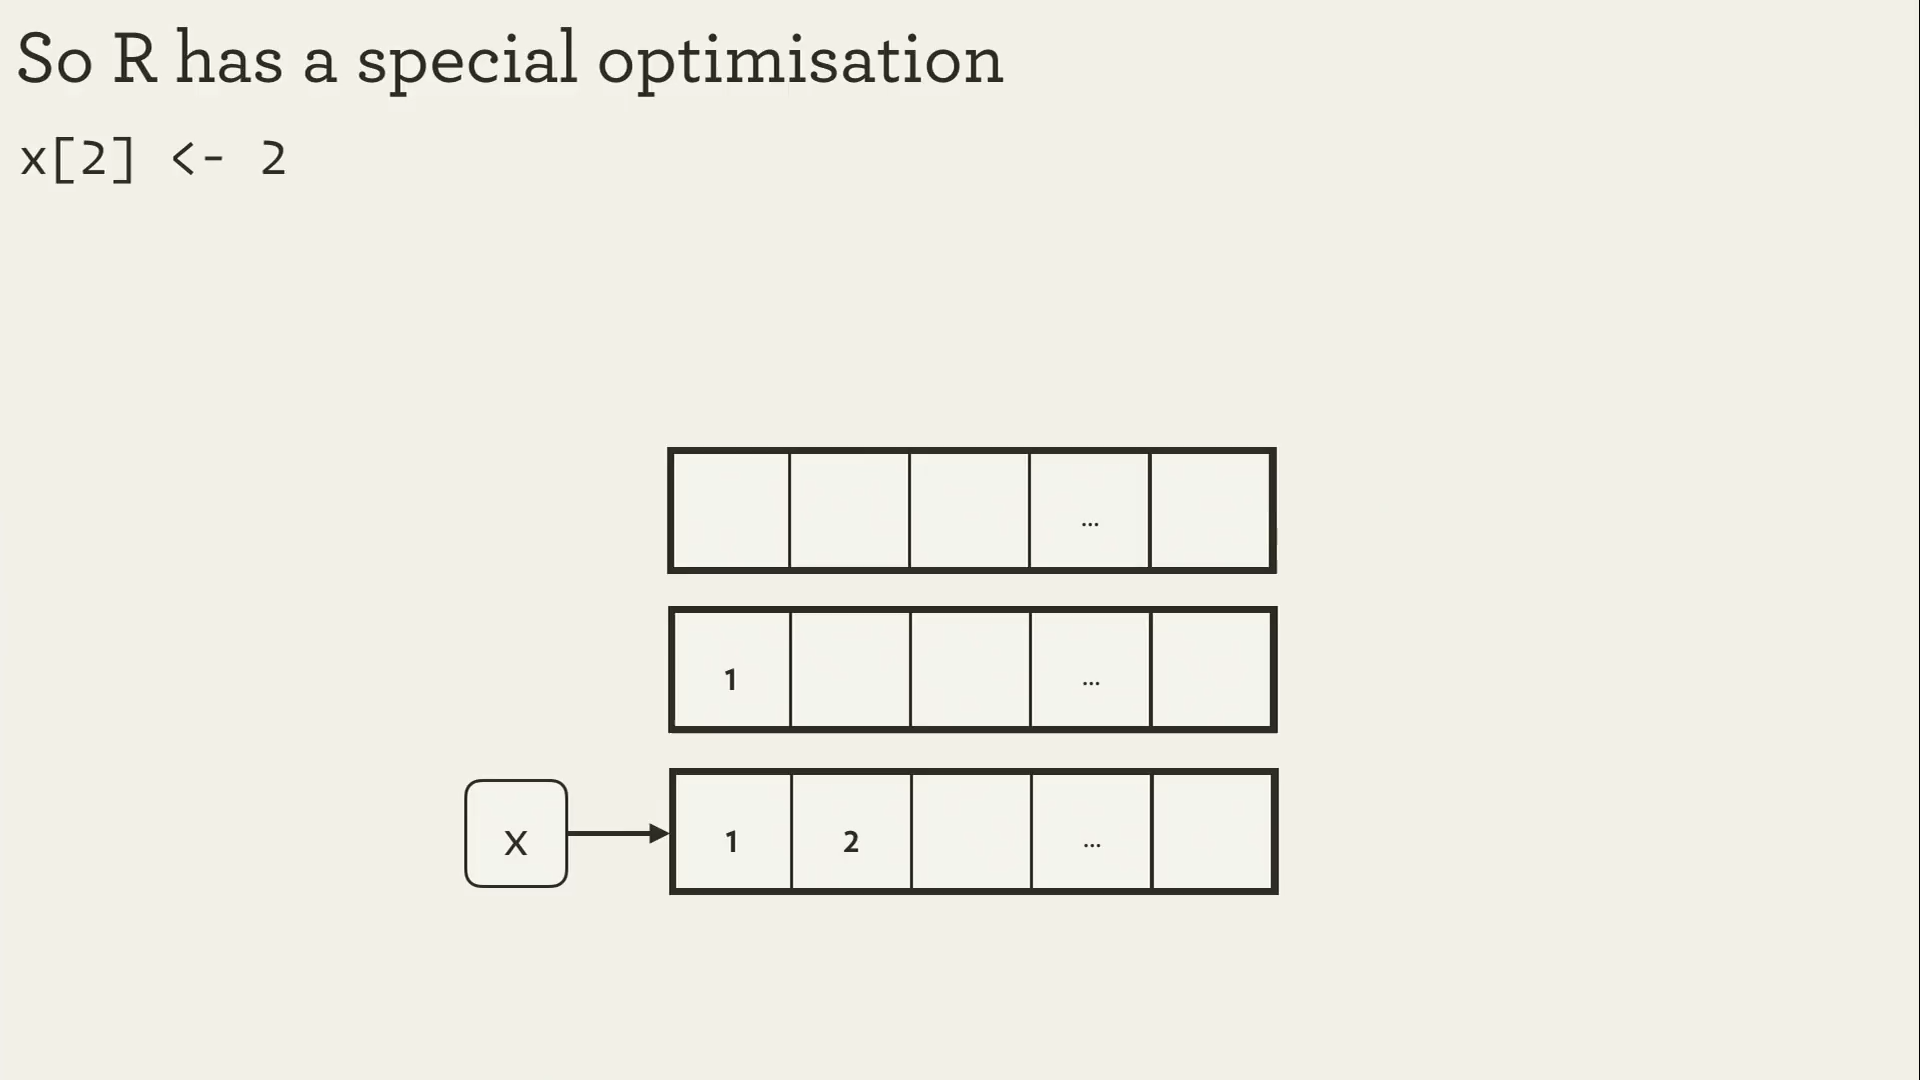 So R has a special optimisation
x[2] <- 2
...
1 ...
x 1 2 ...